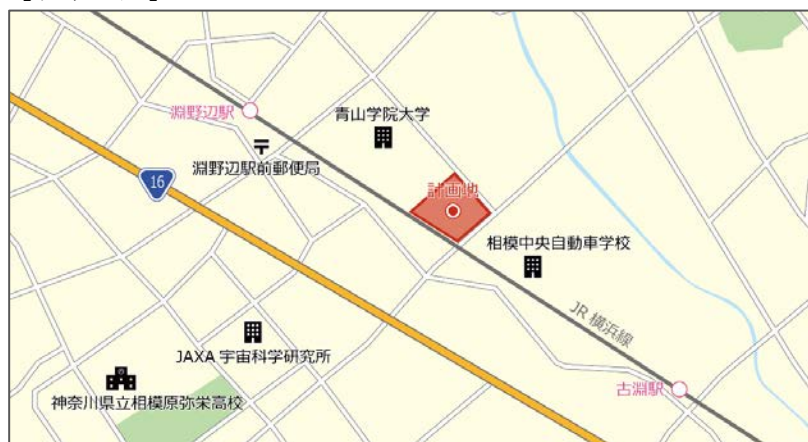 淵野辺駅
青山学院大学
淵野辺駅前郵便局
16
計画地
相模中央自動車学校
JR 横浜線
JAXA 宇宙科学研究所
古淵駅
神奈川県立相模原弥栄高校